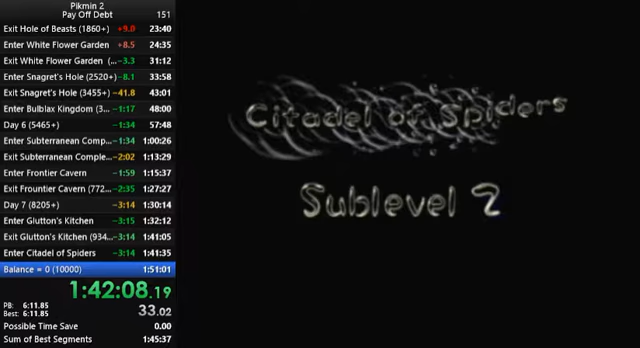 Pikmin 2
Pay Off Debt 151
Exit Hole of Beasts (1860+) +9.0 23:40
Enter White Flower Garden +8.5 24:35
Exit White Flower Garden (... -3.3 31:12
Enter Snagret's Hole (2520+) -8.1 33:58
Exit Snagret's Hole (3455+) -41.8 43:01
Enter Bulblax Kingdom (3... -1:17 48:00
Day 6 (5465+) -1:34 57:48
Enter Subterranean Comp... -1:34 1:00:26
Exit Subterranean Comple... -2:02 1:13:29
Enter Frontier Cavern -1:59 1:15:37
Exit Frountier Cavern (772... -2:35 1:27:27
Day 7 (8205+) -3:14 1:30:14
Enter Glutton's Kitchen -3:15 1:32:12
Exit Glutton's Kitchen (934... -3:14 1:41:05
Enter Citadel of Spiders -3:14 1:41:35
Balance = 0 (10000) 1:51:01
1:42:08.19
PB: 6:11.85
Best: 6:11.85 33.02
Possible Time Save 0.00
Sum of Best Segments 1:45:37
Citadel of Spiders
Sublevel 2